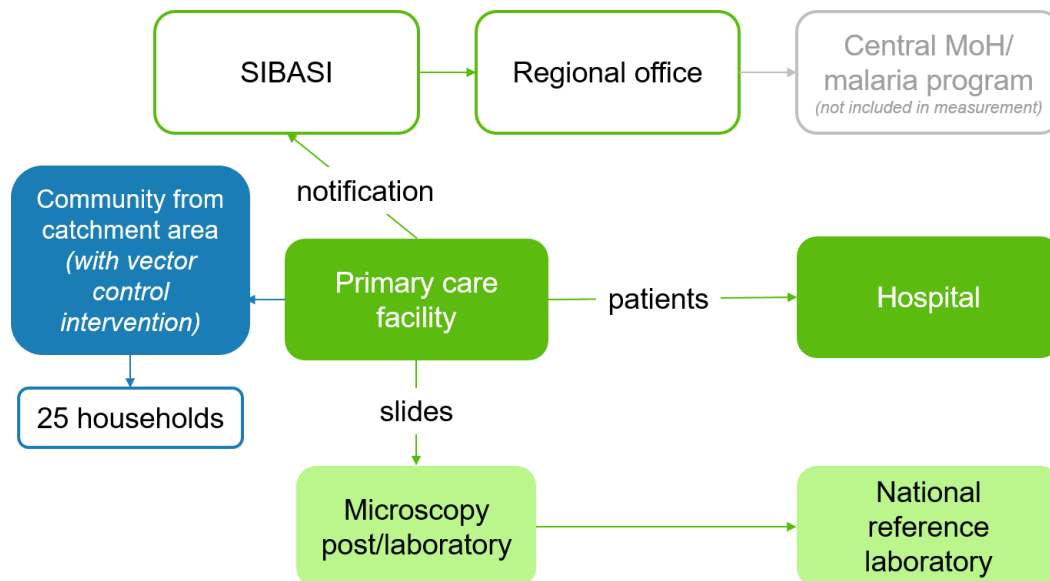 SIBASI
Regional office
Central MoH/
malaria program
(not included in measurement)
notification
Community from
catchment area
(with vector
control
intervention)
Primary care
facility
patients
Hospital
25 households
slides
Microscopy
post/laboratory
National
reference
laboratory